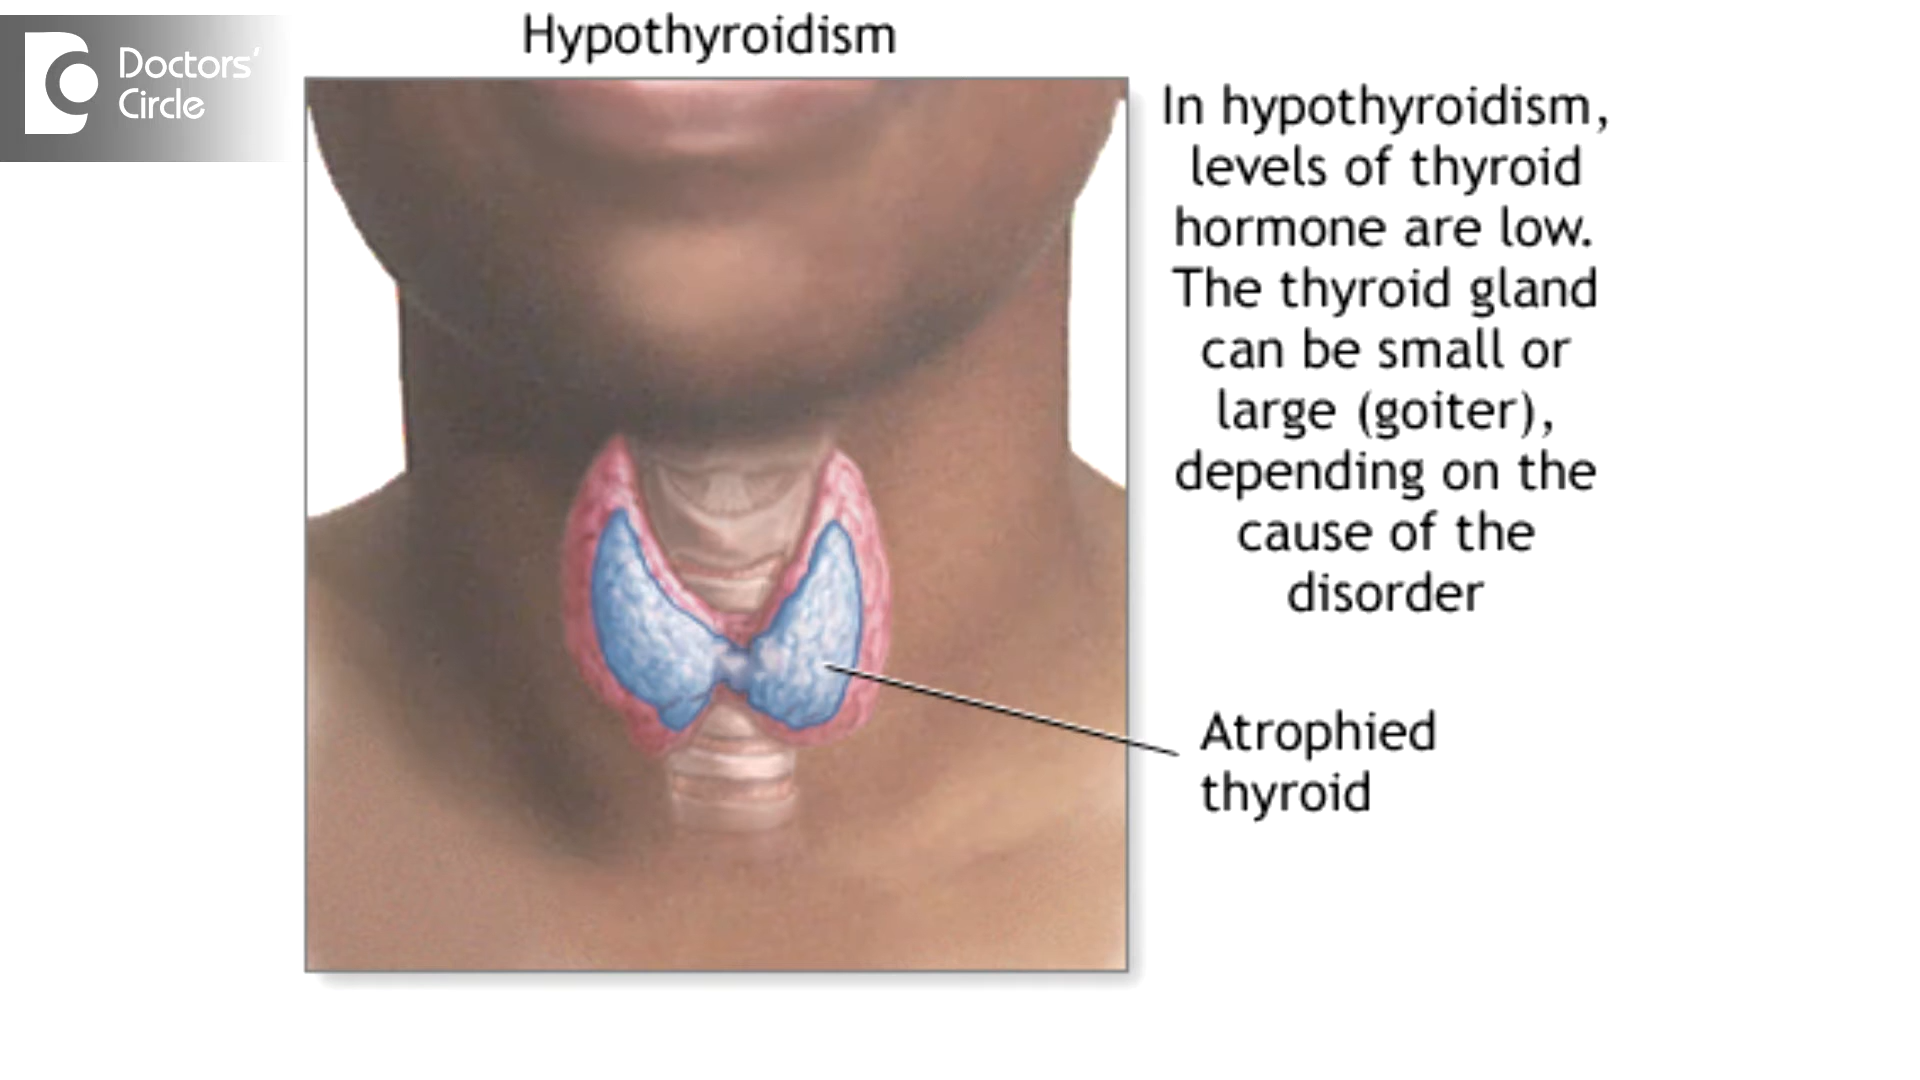 Hypothyroidism
Doctors'
Circle
In hypothyroidism,
levels of thyroid
hormone are low.
The thyroid gland
can be small or
large (goiter),
depending on the
cause of the
disorder
Atrophied
thyroid